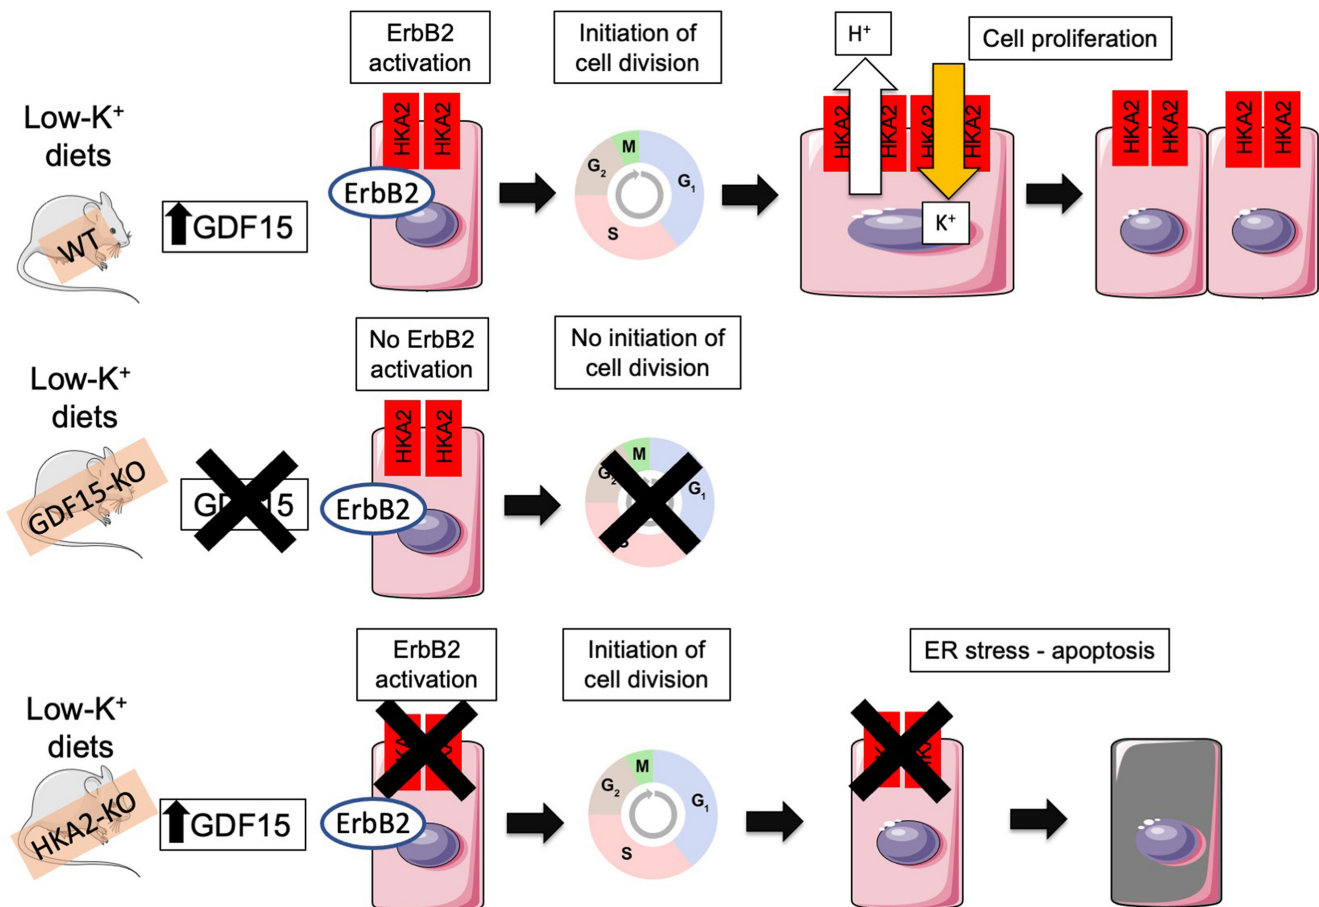 ErbB2
activation
Initiation of
cell division
H⁺
Cell proliferation
Low-K⁺
diets
WT
GDF15
HKA2
HKA2
ErbB2
M
G₂
G₁
S
HKA2
HKA2
HKA2
HKA2
K⁺
HKA2
HKA2
HKA2
HKA2
No ErbB2
activation
No initiation of
cell division
Low-K⁺
diets
GDF15-KO
GDF15
HKA2
HKA2
ErbB2
M
G₂
G₁
S
ErbB2
activation
Initiation of
cell division
ER stress - apoptosis
Low-K⁺
diets
HKA2-KO
GDF15
ErbB2
M
G₂
G₁
S